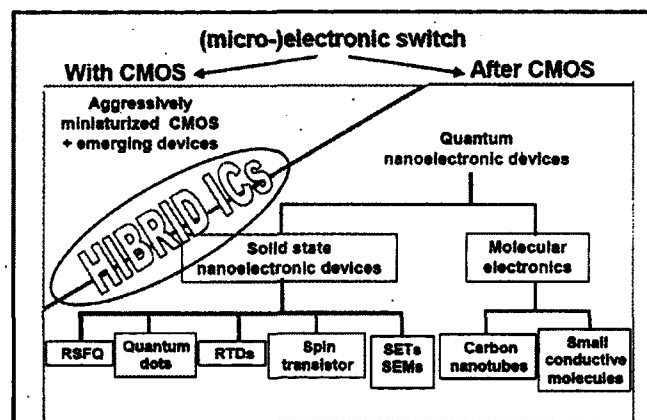 (micro-)electronic switch
With CMOS
After CMOS
Aggressively
miniaturized CMOS
+ emerging devices
HIBRID ICs
Quantum
nanoelectronic devices
Solid state
nanoelectronic devices
Molecular
electronics
RSFQ
Quantum
dots
RTDs
Spin
transistor
SETs
SEMs
Carbon
nanotubes
Small
conductive
molecules